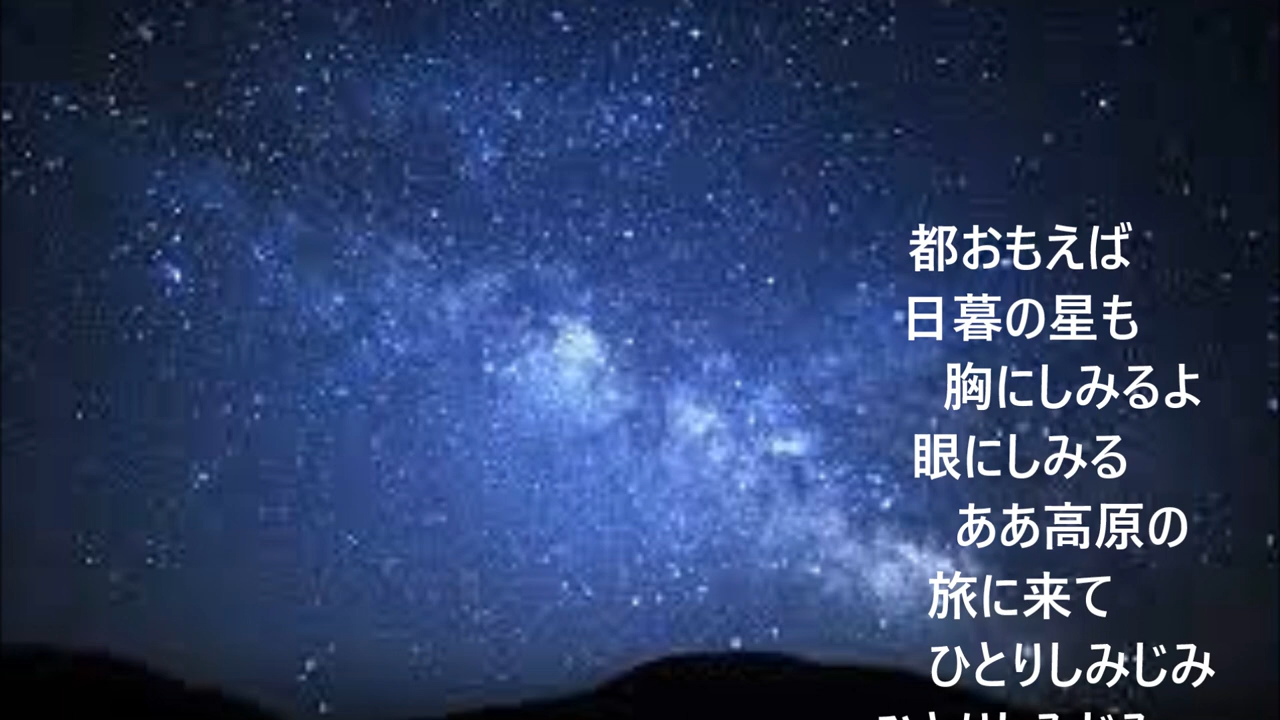 都おもえば
日暮の星も
胸にしみるよ
眼にしみる
ああ高原の
旅に来て
ひとりしみじみ